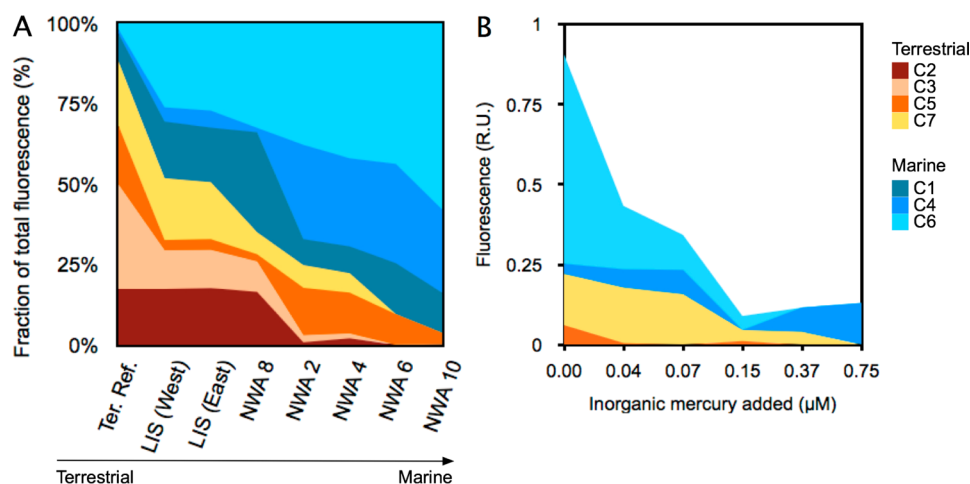 A
Fraction of total fluorescence (%)
100%
75%
50%
25%
0%
Ter. Ref.
LIS (West)
LIS (East)
NWA 8
NWA 2
NWA 4
NWA 6
NWA 10
Terrestrial
Marine
B
Fluorescence (R.U.)
1
0.75
0.5
0.25
0
0.00
0.04
0.07
0.15
0.37
0.75
Inorganic mercury added (µM)
Terrestrial
C2
C3
C5
C7
Marine
C1
C4
C6